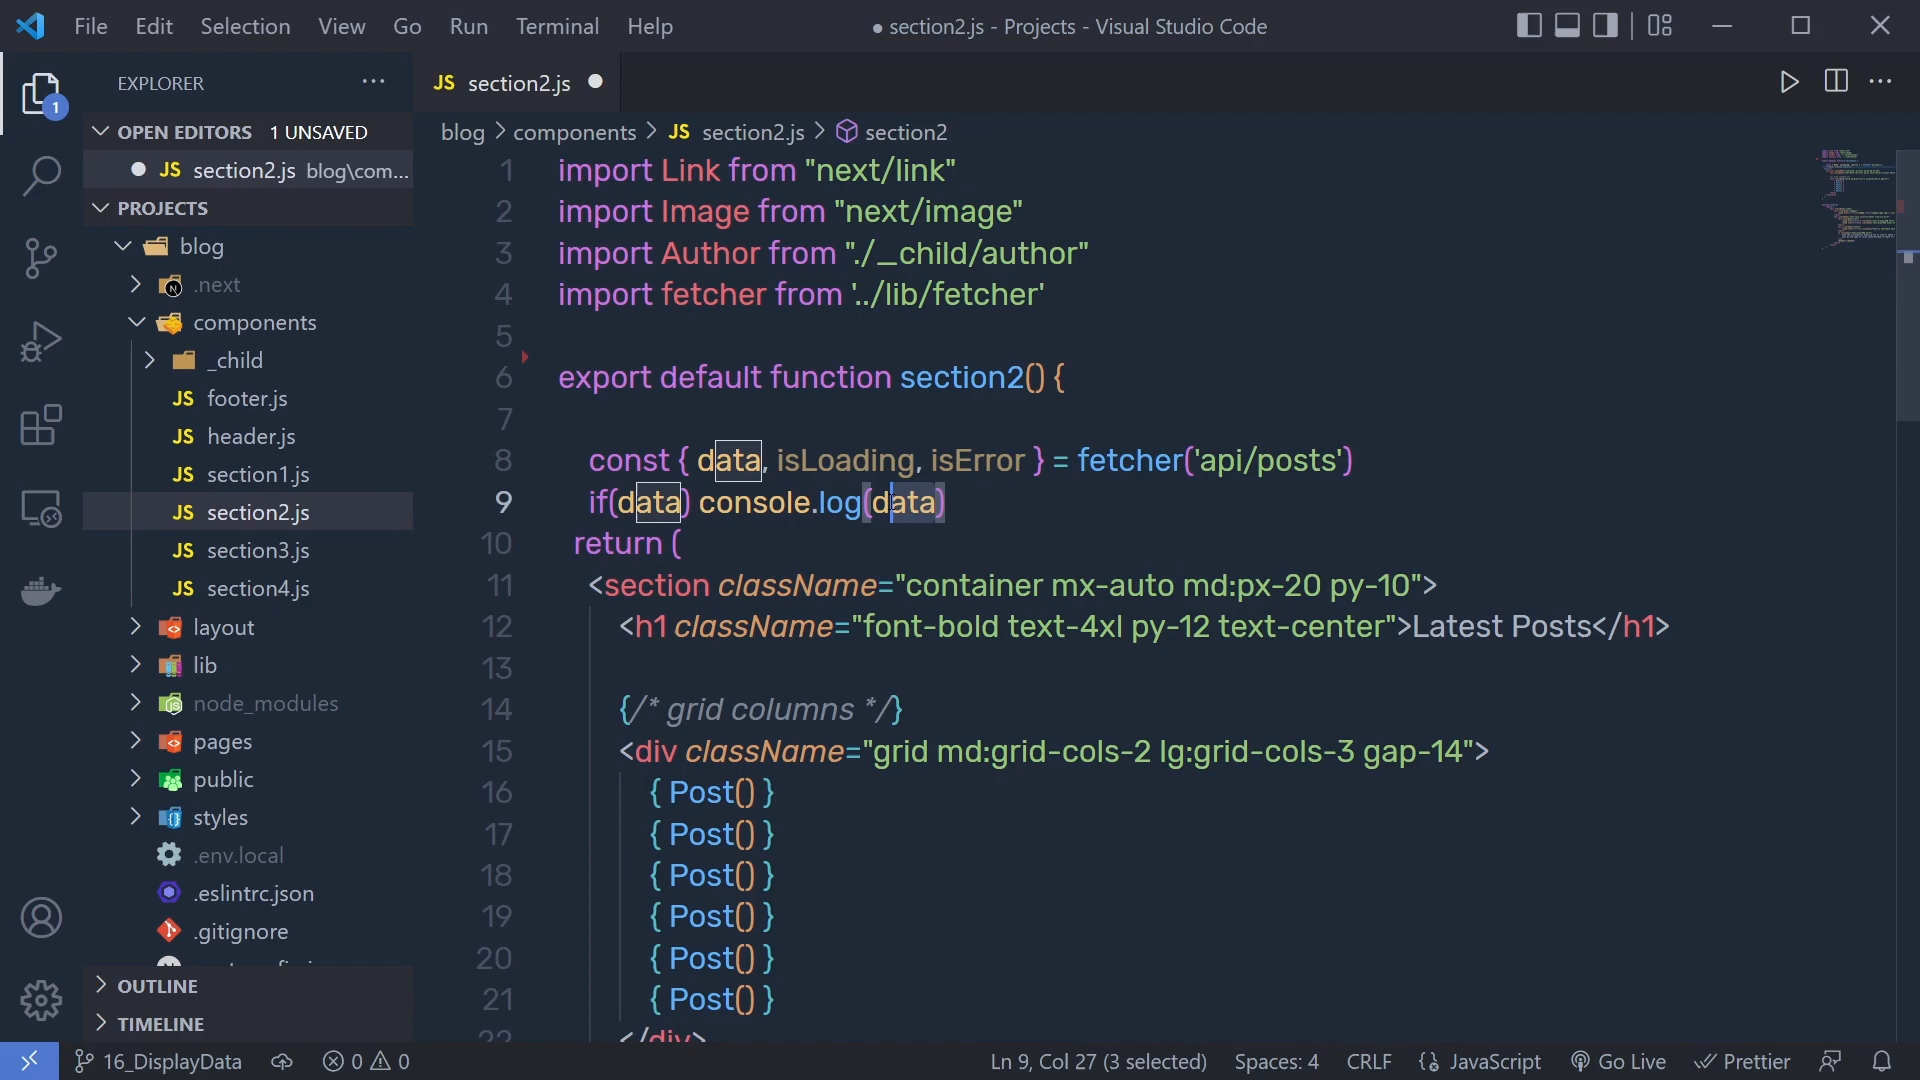 File Edit Selection View Go Run Terminal Help
● section2.js - Projects - Visual Studio Code
EXPLORER
1
OPEN EDITORS 1 UNSAVED
JS section2.js blog\com...
PROJECTS
blog
.next
components
_child
JS footer.js
JS header.js
JS section1.js
JS section2.js
JS section3.js
JS section4.js
layout
lib
node_modules
pages
public
styles
.env.local
.eslintrc.json
.gitignore
OUTLINE
TIMELINE
JS section2.js
blog > components > JS section2.js > section2
1 import Link from "next/link"
2 import Image from "next/image"
3 import Author from "./_child/author"
4 import fetcher from '../lib/fetcher'
5
6 export default function section2() {
7
8 const { data, isLoading, isError } = fetcher('api/posts')
9 if(data) console.log(data)
10 return (
11 <section className="container mx-auto md:px-20 py-10">
12 <h1 className="font-bold text-4xl py-12 text-center">Latest Posts</h1>
13
14 {/* grid columns */}
15 <div className="grid md:grid-cols-2 lg:grid-cols-3 gap-14">
16 { Post() }
17 { Post() }
18 { Post() }
19 { Post() }
20 { Post() }
21 { Post() }
22 </div>
16_DisplayData 0 0 Ln 9, Col 27 (3 selected) Spaces: 4 CRLF JavaScript Go Live Prettier